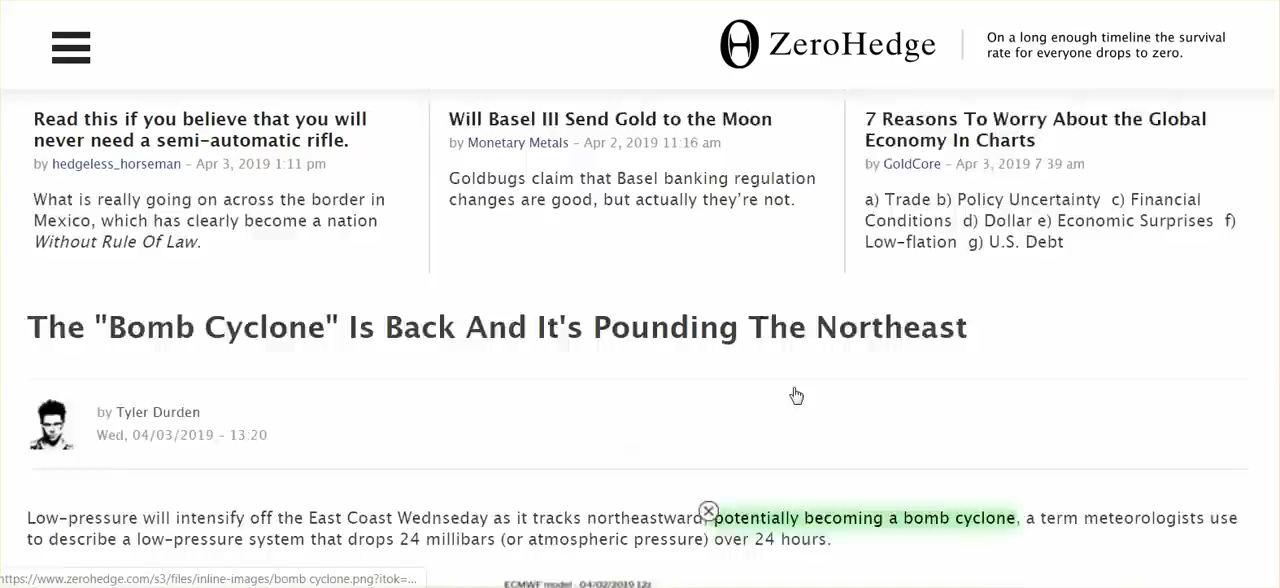 ZeroHedge
On a long enough timeline the survival
rate for everyone drops to zero.
Read this if you believe that you will
never need a semi-automatic rifle.
by hedgeless_horseman - Apr 3, 2019 1:11 pm
What is really going on across the border in
Mexico, which has clearly become a nation
Without Rule Of Law.
Will Basel III Send Gold to the Moon
by Monetary Metals - Apr 2, 2019 11:16 am
Goldbugs claim that Basel banking regulation
changes are good, but actually they're not.
7 Reasons To Worry About the Global
Economy In Charts
by GoldCore - Apr 3, 2019 7 39 am
a) Trade b) Policy Uncertainty c) Financial
Conditions d) Dollar e) Economic Surprises f)
Low-flation g) U.S. Debt
The "Bomb Cyclone" Is Back And It's Pounding The Northeast
by Tyler Durden
Wed, 04/03/2019 - 13:20
Low-pressure will intensify off the East Coast Wednseday as it tracks northeastward, potentially becoming a bomb cyclone, a term meteorologists use
to describe a low-pressure system that drops 24 millibars (or atmospheric pressure) over 24 hours.
https://www.zerohedge.com/s3/files/inline-images/bomb cyclone.png?itok=...
ECMWF model - 04/02/2019 12z